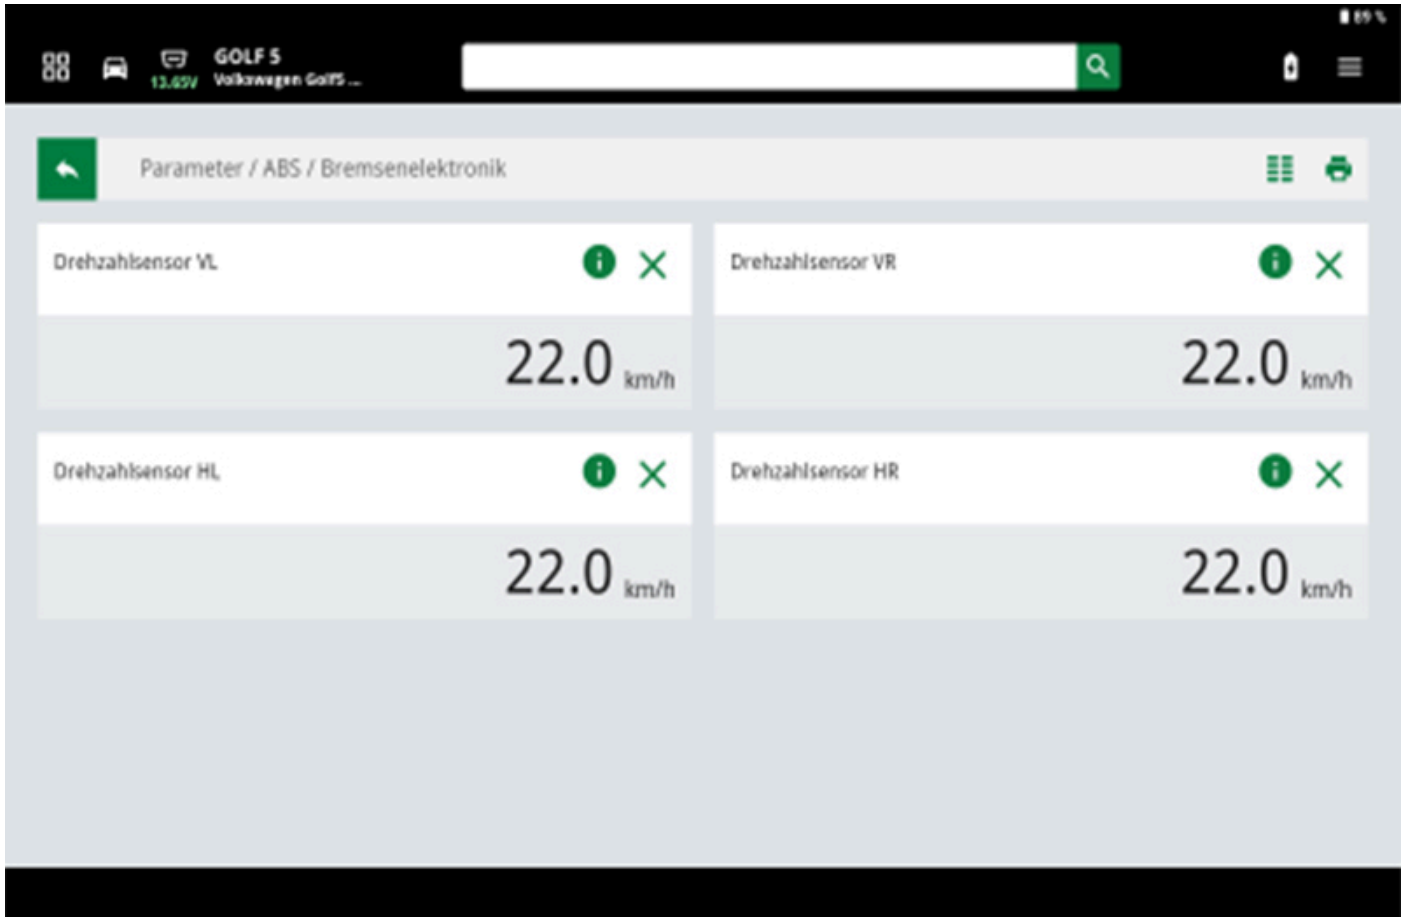 89 %
GOLF 5
13.65V Volkswagen Golf5 ...
Parameter / ABS / Bremsenelektronik
Drehzahlsensor VL
22.0 km/h
Drehzahlsensor VR
22.0 km/h
Drehzahlsensor HL
22.0 km/h
Drehzahlsensor HR
22.0 km/h